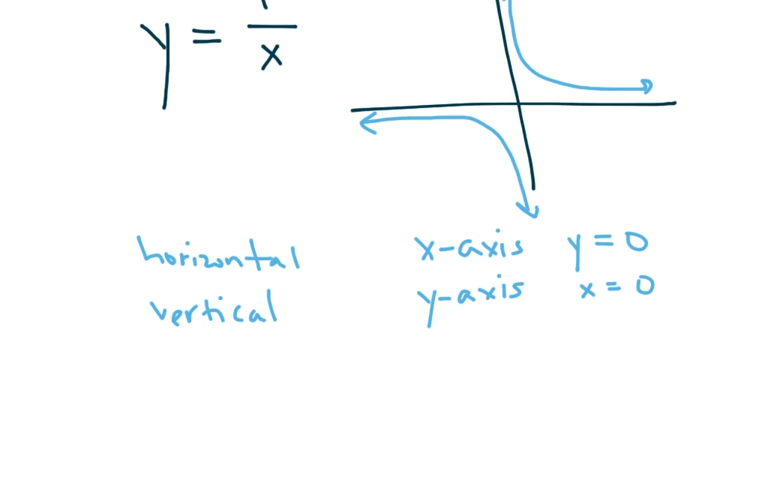 y = 1/x
horizontal x-axis y = 0
vertical y-axis x = 0